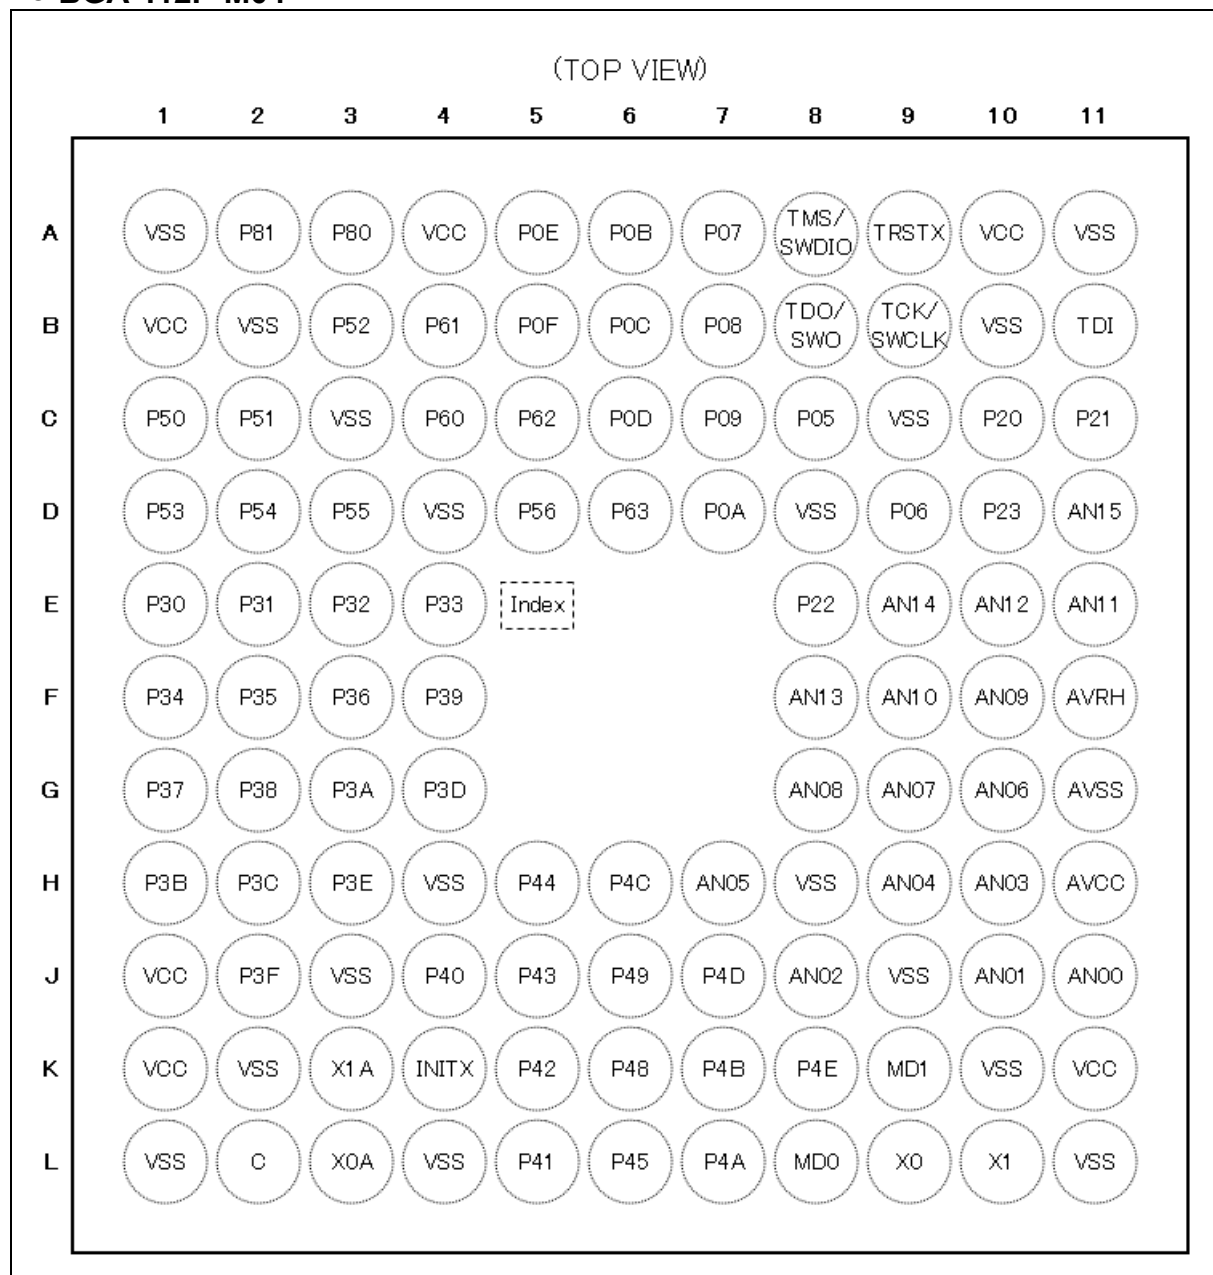 (TOP VIEW)
1 2 3 4 5 6 7 8 9 10 11
A VSS P81 P80 VCC P0E P0B P07 TMS/ SWDIO TRSTX VCC VSS
B VCC VSS P52 P61 P0F P0C P08 TDO/ SWO TCK/ SWCLK VSS TDI
C P50 P51 VSS P60 P62 P0D P09 P05 VSS P20 P21
D P53 P54 P55 VSS P56 P63 P0A VSS P06 P23 AN15
E P30 P31 P32 P33 Index P22 AN14 AN12 AN11
F P34 P35 P36 P39 AN13 AN10 AN09 AVRH
G P37 P38 P3A P3D AN08 AN07 AN06 AVSS
H P3B P3C P3E VSS P44 P4C AN05 VSS AN04 AN03 AVCC
J VCC P3F VSS P40 P43 P49 P4D AN02 VSS AN01 AN00
K VCC VSS X1A INITX P42 P48 P4B P4E MD1 VSS VCC
L VSS C X0A VSS P41 P45 P4A MD0 X0 X1 VSS